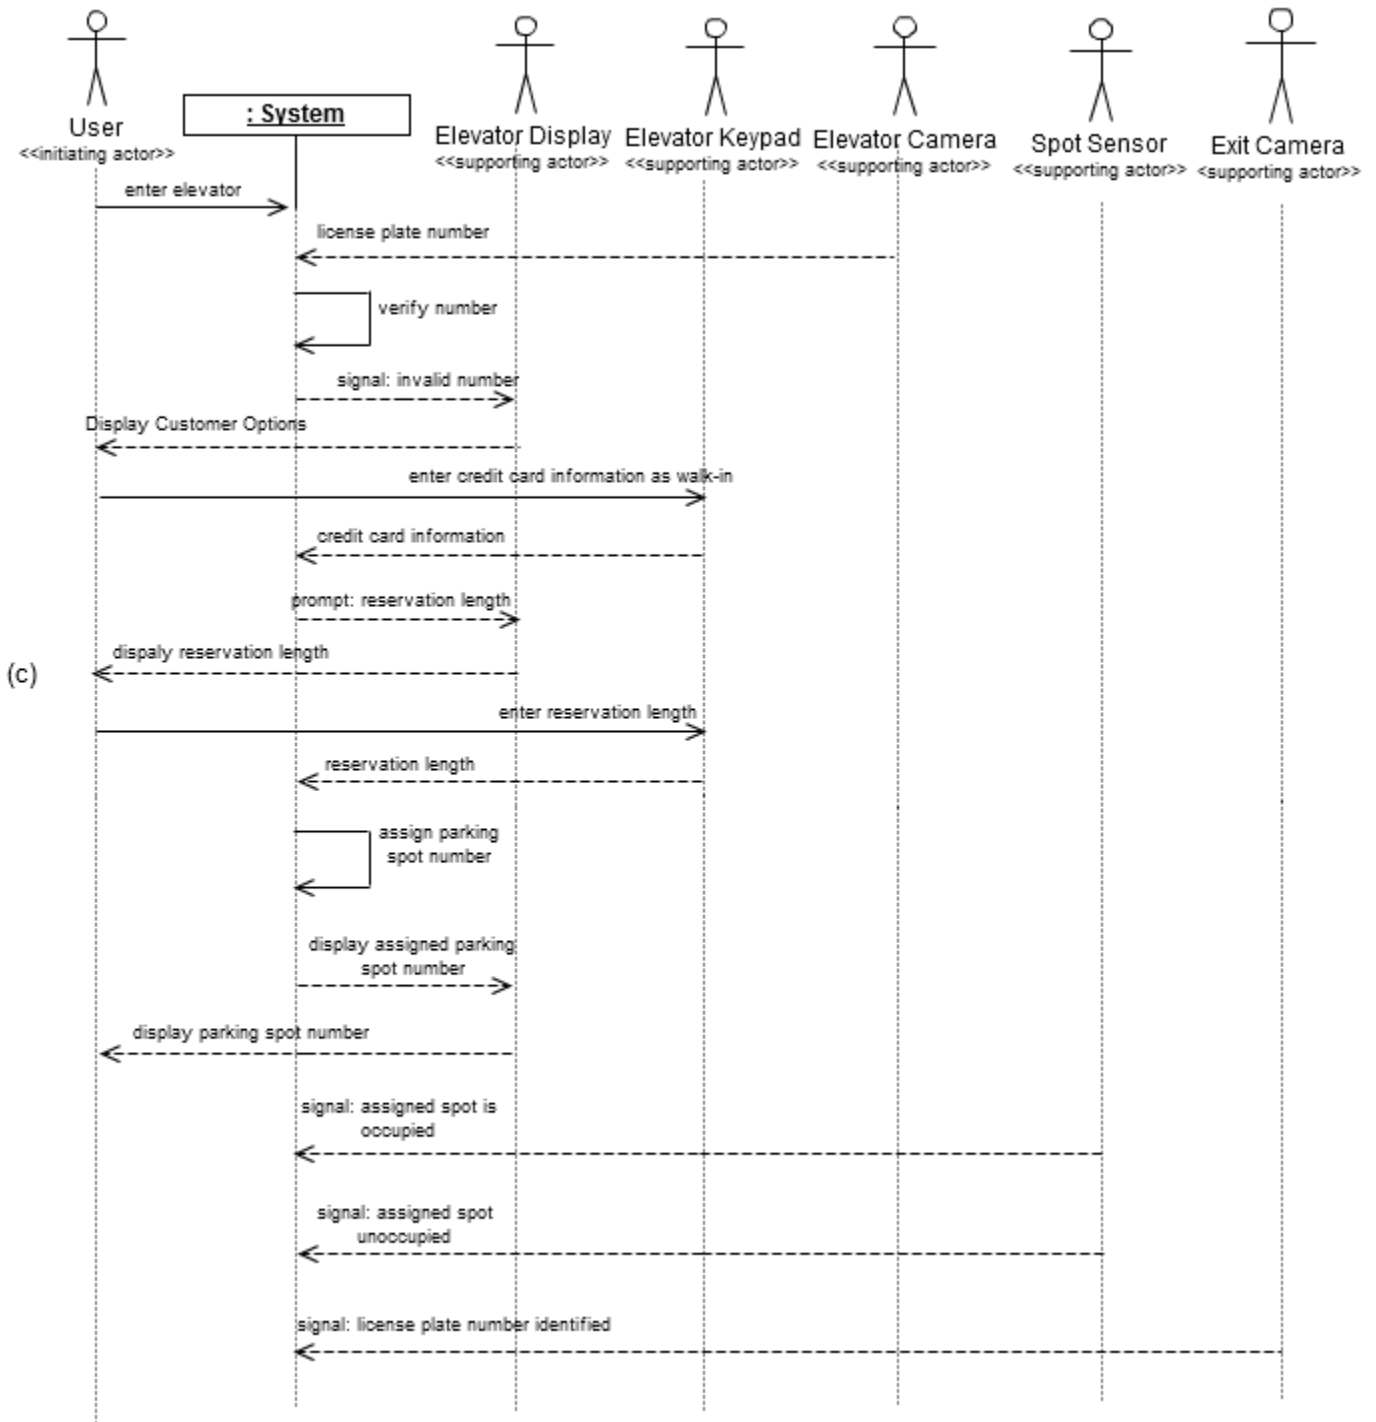 User
<<initiating actor>>
: System
Elevator Display
<<supporting actor>>
Elevator Keypad
<<supporting actor>>
Elevator Camera
<<supporting actor>>
Spot Sensor
<<supporting actor>>
Exit Camera
<supporting actor>>
enter elevator
license plate number
verify number
signal: invalid number
Display Customer Options
enter credit card information as walk-in
credit card information
prompt: reservation length
dispaly reservation length
(c)
enter reservation length
reservation length
assign parking
spot number
display assigned parking
spot number
display parking spot number
signal: assigned spot is
occupied
signal: assigned spot
unoccupied
signal: license plate number identified